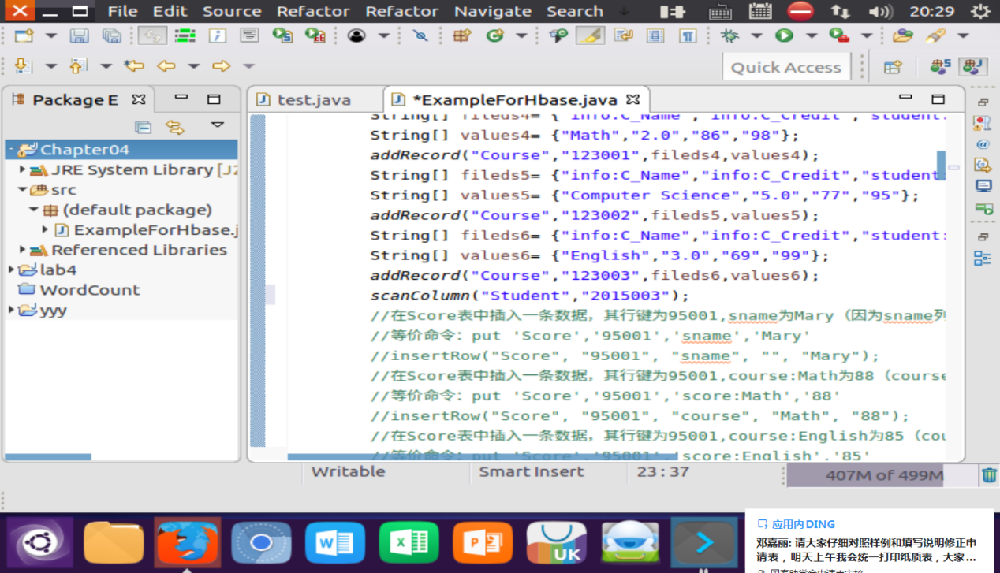 File Edit Source Refactor Refactor Navigate Search 20:29
Quick Access
Package E
test.java
*ExampleForHbase.java
Chapter04
JRE System Library [J
src
(default package)
ExampleForHbase.j
Referenced Libraries
lab4
WordCount
yyy
String[] fileds4= {"info:C_Name","info:C_Credit","student:
String[] values4= {"Math","2.0","86","98"};
addRecord("Course","123001",fileds4,values4);
String[] fileds5= {"info:C_Name","info:C_Credit","student:
String[] values5= {"Computer Science","5.0","77","95"};
addRecord("Course","123002",fileds5,values5);
String[] fileds6= {"info:C_Name","info:C_Credit","student:
String[] values6= {"English","3.0","69","99"};
addRecord("Course","123003",fileds6,values6);
scanColumn("Student","2015003");
//在Score表中插入一条数据，其行键为95001,sname为Mary（因为sname列
//等价命令：put 'Score','95001','sname','Mary'
//insertRow("Score", "95001", "sname", "", "Mary");
//在Score表中插入一条数据，其行键为95001,course:Math为88（course
//等价命令：put 'Score','95001','score:Math','88'
//insertRow("Score", "95001", "course", "Math", "88");
//在Score表中插入一条数据，其行键为95001,course:English为85（cou
//等价命令：put 'Score','95001','score:English','85'
Writable
Smart Insert
23 : 37
407M of 499M
UK
应用内DING
邓嘉丽: 请大家仔细对照样例和填写说明修正申
请表，明天上午我会统一打印纸质表，大家...